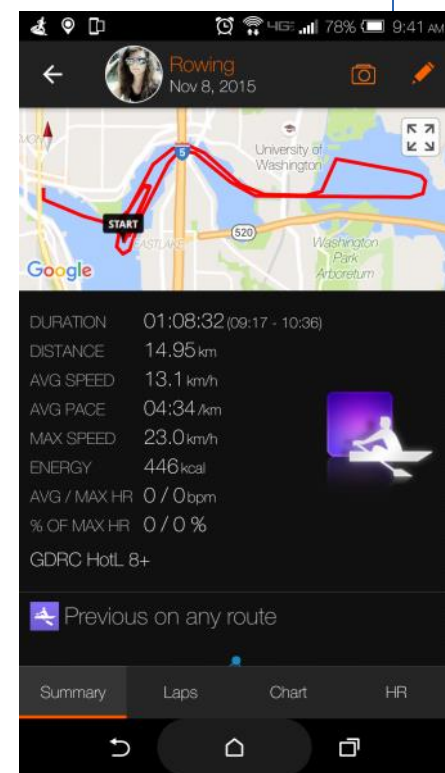 4G 78% 9:41 AM
Rowing
Nov 8, 2015
5
University of
Washington
START
EASTLAKE
520
Washington
Park
Arboretum
Google
DURATION 01:08:32 (09:17 - 10:36)
DISTANCE 14.95 km
AVG SPEED 13.1 km/h
AVG PACE 04:34 /km
MAX SPEED 23.0 km/h
ENERGY 446 kcal
AVG / MAX HR 0 / 0 bpm
% OF MAX HR 0 / 0 %
GDRC HotL 8+
Previous on any route
Summary Laps Chart HR